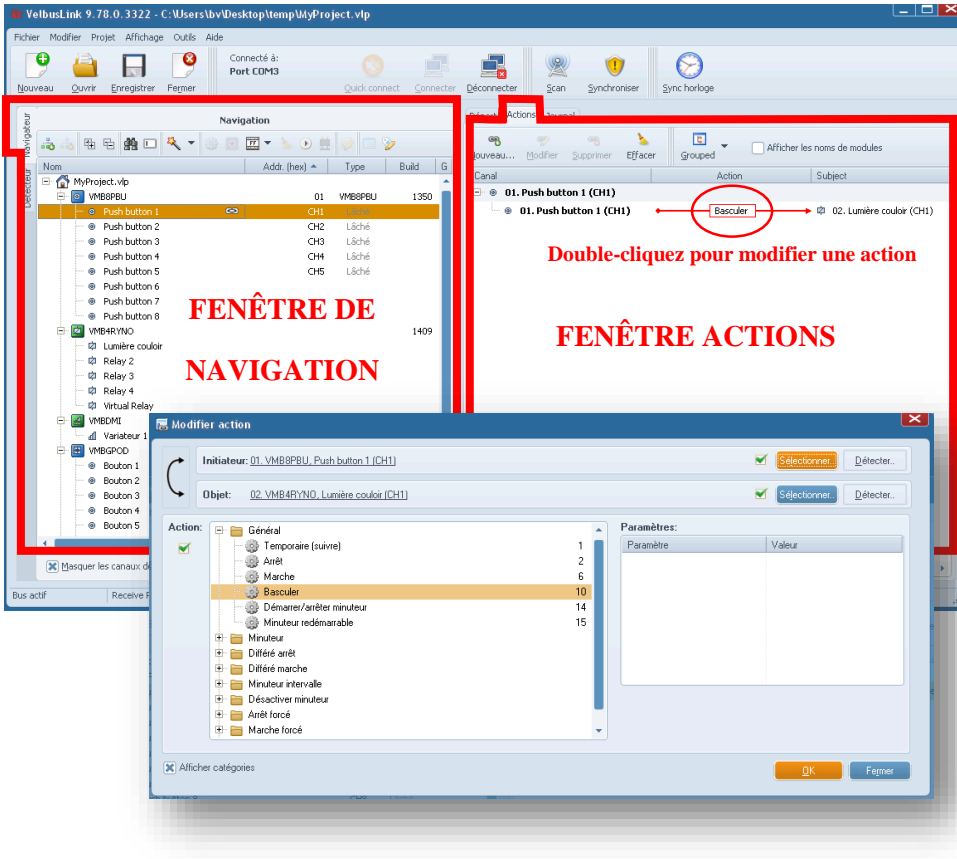 VelbusLink 9.78.0.3322 - C:\Users\bv\Desktop\temp\MyProject.vlp
Fichier Modifier Projet Affichage Outils Aide
Nouveau Ouvrir Enregistrer Fermer
Connecté à:
Port COM3
Quick connect Connecter Déconnecter Scan Synchroniser Sync horloge
Navigateur
Détecteur
Navigation
Nom Addr. (hex) Type Build G
MyProject.vlp
VMB8PBU 01 VMB8PBU 1350
Push button 1 CH1 Lâché
Push button 2 CH2 Lâché
Push button 3 CH3 Lâché
Push button 4 CH4 Lâché
Push button 5 CH5 Lâché
Push button 6
Push button 7
Push button 8
VMB4RYNO 1409
Lumière couloir
Relay 2
Relay 3
Relay 4
Virtual Relay
VMBDMI
Variateur 1
VMBGPOD
Bouton 1
Bouton 2
Bouton 3
Bouton 4
Bouton 5
FENÊTRE DE
NAVIGATION
Masquer les canaux
Bus actif Receive
Actions Journal
Modifier Supprimer Effacer Grouped
Afficher les noms de modules
Canal Action Subject
01. Push button 1 (CH1)
01. Push button 1 (CH1) Basculer 02. Lumière couloir (CH1)
Double-cliquez pour modifier une action
FENÊTRE ACTIONS
Modifier action
Initiateur: 01. VMB8PBU, Push button 1 (CH1) Sélectionner.. Détecter..
Objet: 02. VMB4RYNO, Lumière couloir (CH1) Sélectionner.. Détecter..
Action:
Général
Temporaire (suivre) 1
Arrêt 2
Marche 6
Basculer 10
Démarrer/arrêter minuteur 14
Minuteur redémarrable 15
Minuteur
Différé arrêt
Différé marche
Minuteur intervalle
Désactiver minuteur
Arrêt forcé
Marche forcé
Paramètres:
Paramètre Valeur
Afficher catégories
OK Fermer